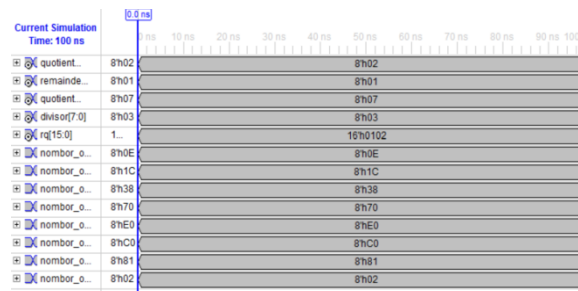 0.0 ns
Current Simulation
Time: 100 ns
0 ns 10 ns 20 ns 30 ns 40 ns 50 ns 60 ns 70 ns 80 ns 90 ns 100
quotient... 8'h02 8'h02
remainde... 8'h01 8'h01
quotient... 8'h07 8'h07
divisor[7:0] 8'h03 8'h03
rq[15:0] 1... 16'h0102
nombor_o... 8'h0E 8'h0E
nombor_o... 8'h1C 8'h1C
nombor_o... 8'h38 8'h38
nombor_o... 8'h70 8'h70
nombor_o... 8'hE0 8'hE0
nombor_o... 8'hC0 8'hC0
nombor_o... 8'h81 8'h81
nombor_o... 8'h02 8'h02